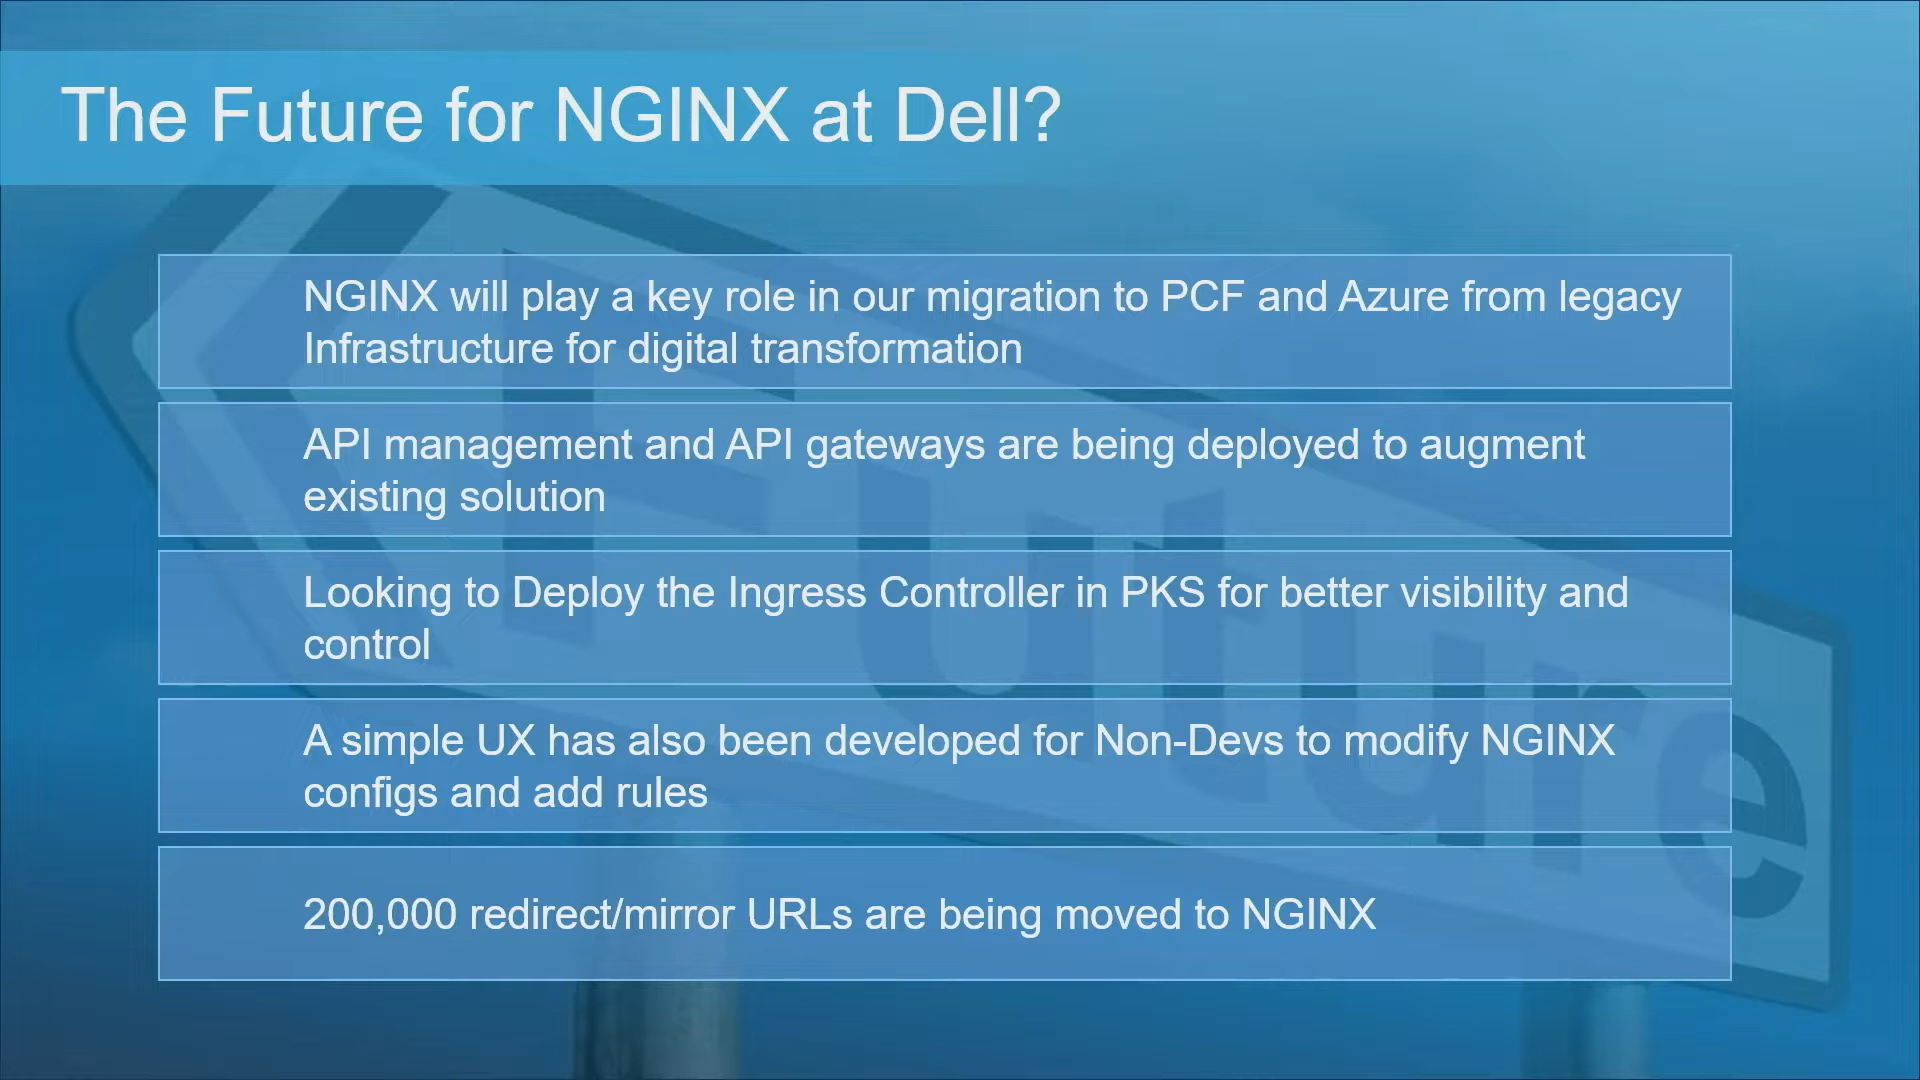 The Future for NGINX at Dell?
NGINX will play a key role in our migration to PCF and Azure from legacy
Infrastructure for digital transformation
API management and API gateways are being deployed to augment
existing solution
Looking to Deploy the Ingress Controller in PKS for better visibility and
control
A simple UX has also been developed for Non-Devs to modify NGINX
configs and add rules
200,000 redirect/mirror URLs are being moved to NGINX
Future